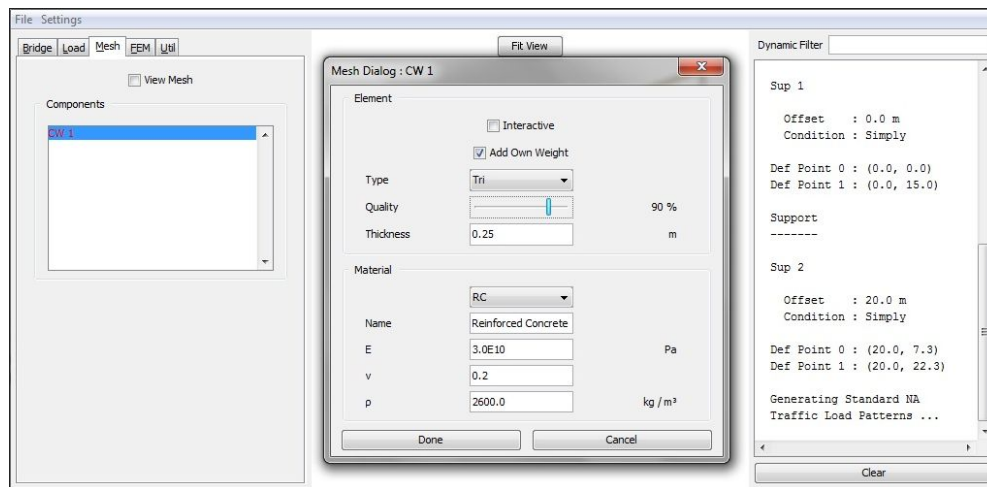 File Settings
Bridge Load Mesh FEM Util
View Mesh
Components
CW 1
Fit View
Mesh Dialog : CW 1
Element
Interactive
Add Own Weight
Type Tri
Quality 90 %
Thickness 0.25 m
Material
RC
Name Reinforced Concrete
E 3.0E10 Pa
ν 0.2
ρ 2600.0 kg / m³
Done Cancel
Dynamic Filter
Sup 1
Offset : 0.0 m
Condition : Simply
Def Point 0 : (0.0, 0.0)
Def Point 1 : (0.0, 15.0)
Support
-------
Sup 2
Offset : 20.0 m
Condition : Simply
Def Point 0 : (20.0, 7.3)
Def Point 1 : (20.0, 22.3)
Generating Standard NA
Traffic Load Patterns ...
Clear